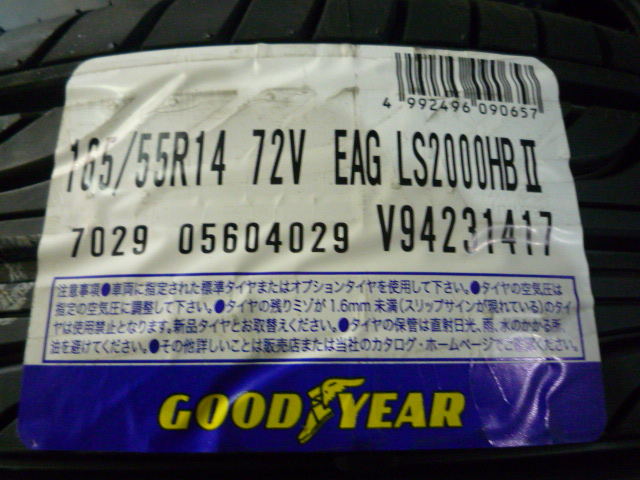 4 992496 090657
165/55R14 72V EAG LS2000HBⅡ
7029 05604029 V94231417
注意事項●車両に指定された標準タイヤまたはオプションタイヤを使用して下さい。●タイヤの空気圧は
指定の空気圧に調整して下さい。●タイヤの残りミゾが1.6mm未満(スリップサインが現れている)のタイ
ヤは使用禁止となります。新品タイヤとお取替えください。●タイヤの保管は直射日光、雨、水のかかる所、
油を避けてください。●その他詳しいことは販売店または当社のカタログ・ホームページでご確認ください。
GOOD YEAR